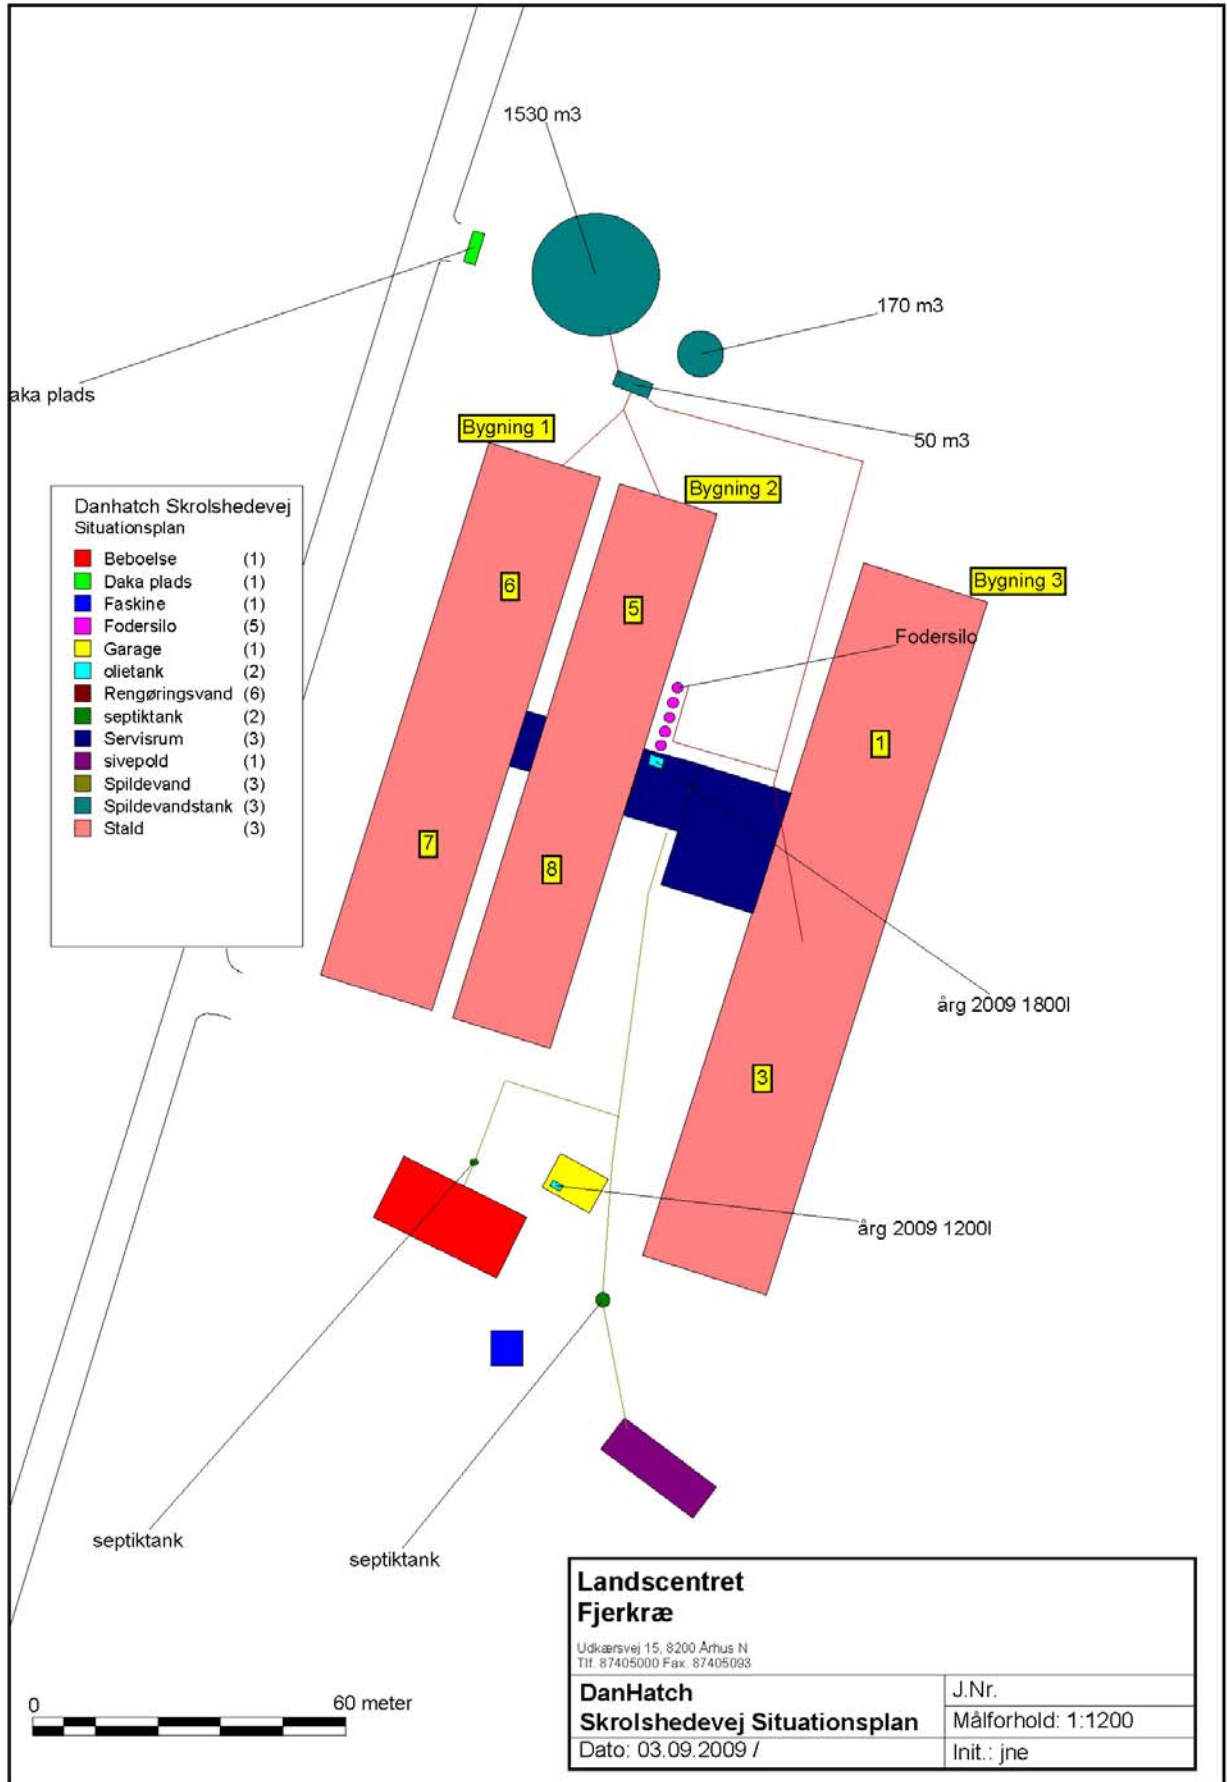 1530 m3
170 m3
aka plads
50 m3
Bygning 1
Bygning 2
Bygning 3
Danhatch Skrolshedevej
Situationsplan
Beboelse (1)
Daka plads (1)
Faskine (1)
Fodersilo (5)
Garage (1)
olietank (2)
Rengøringsvand (6)
septiktank (2)
Servisrum (3)
sivepold (1)
Spildevand (3)
Spildevandstank (3)
Stald (3)
6
5
Fodersilo
1
7
8
årg 2009 1800l
3
årg 2009 1200l
septiktank
septiktank
0 60 meter
Landscentret
Fjerkræ
Udkærsvej 15, 8200 Århus N
Tlf. 87405000 Fax. 87405093
DanHatch
Skrolshedevej Situationsplan
Dato: 03.09.2009 /
J.Nr.
Målforhold: 1:1200
Init.: jne